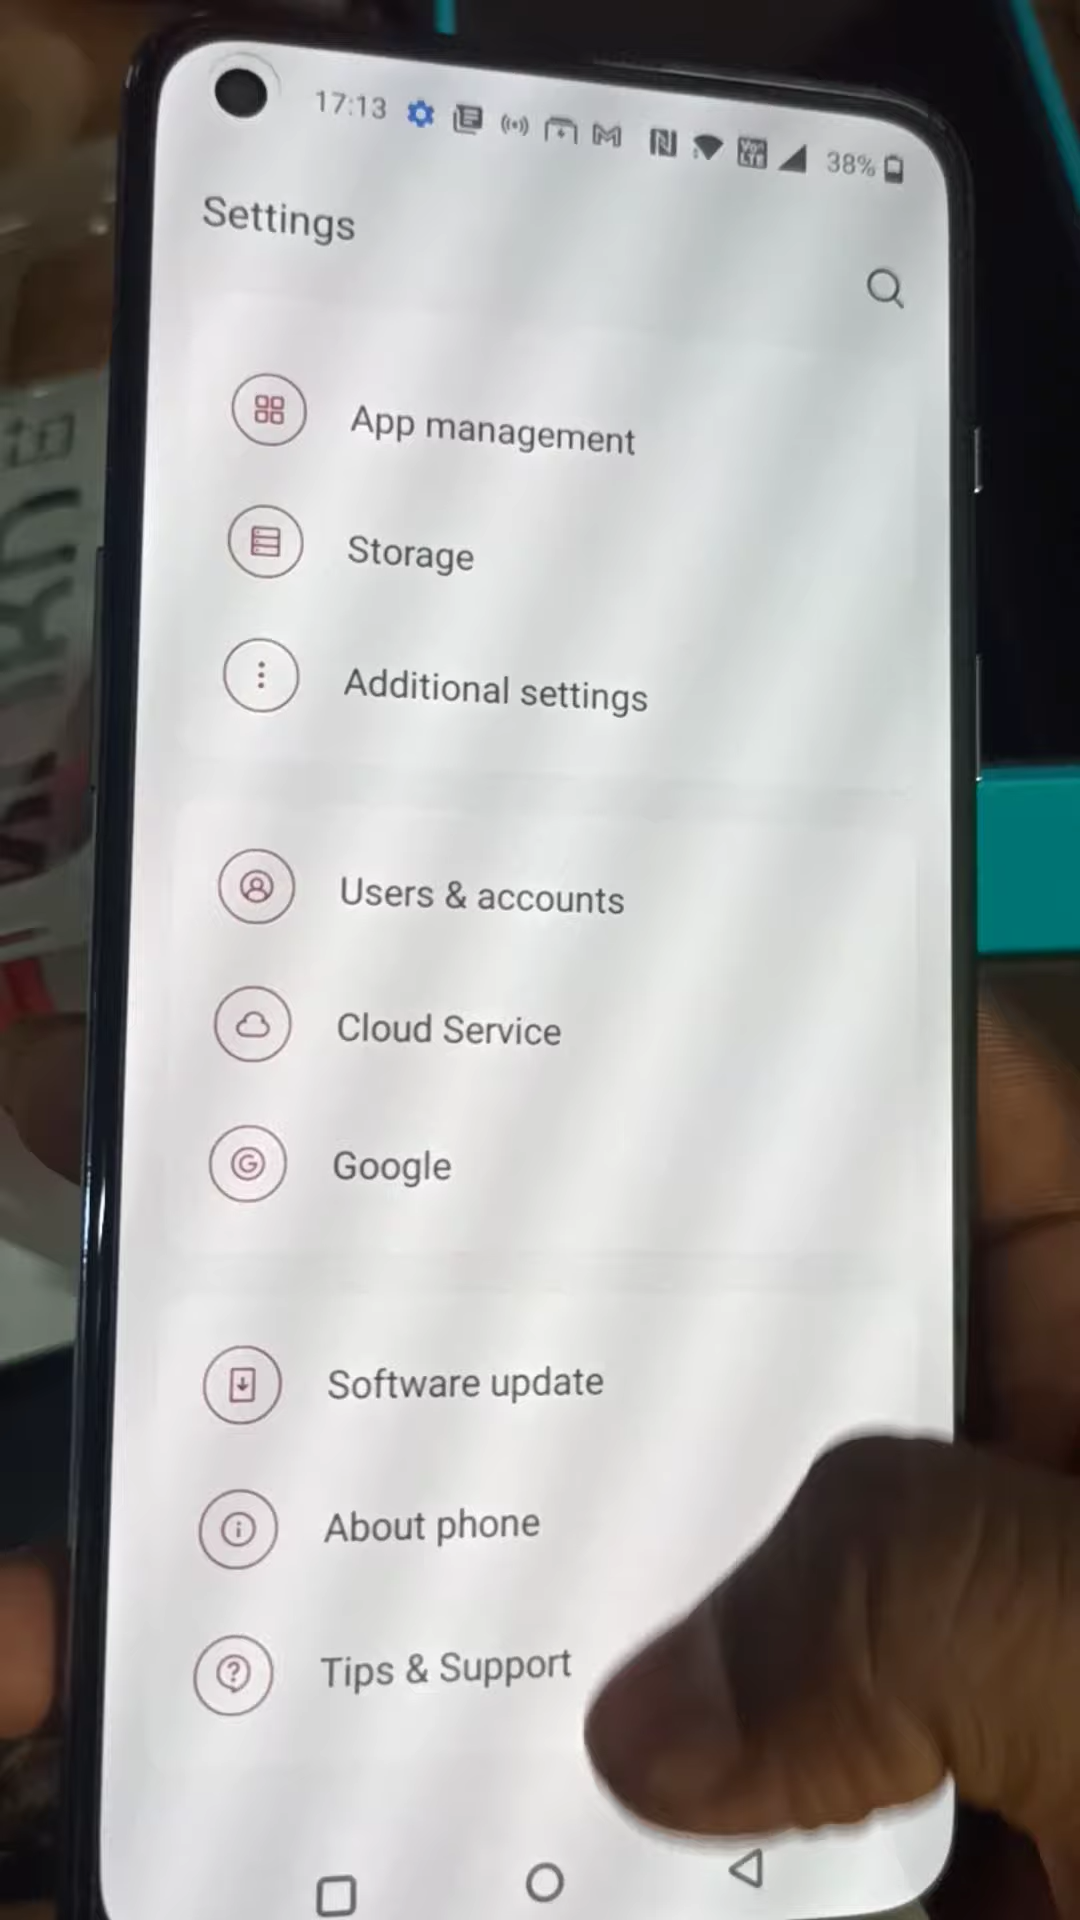 17:13 38%
Settings
App management
Storage
Additional settings
Users & accounts
Cloud Service
Google
Software update
About phone
Tips & Support